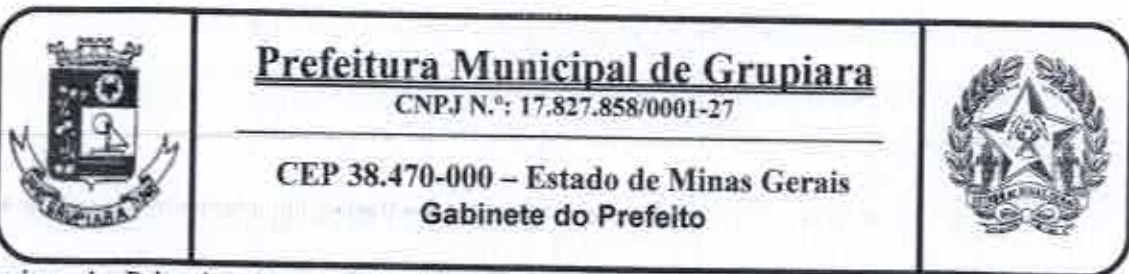 Prefeitura Municipal de Grupiara
CNPJ N.º: 17.827.858/0001-27
CEP 38.470-000 – Estado de Minas Gerais
Gabinete do Prefeito
GRUPIARA